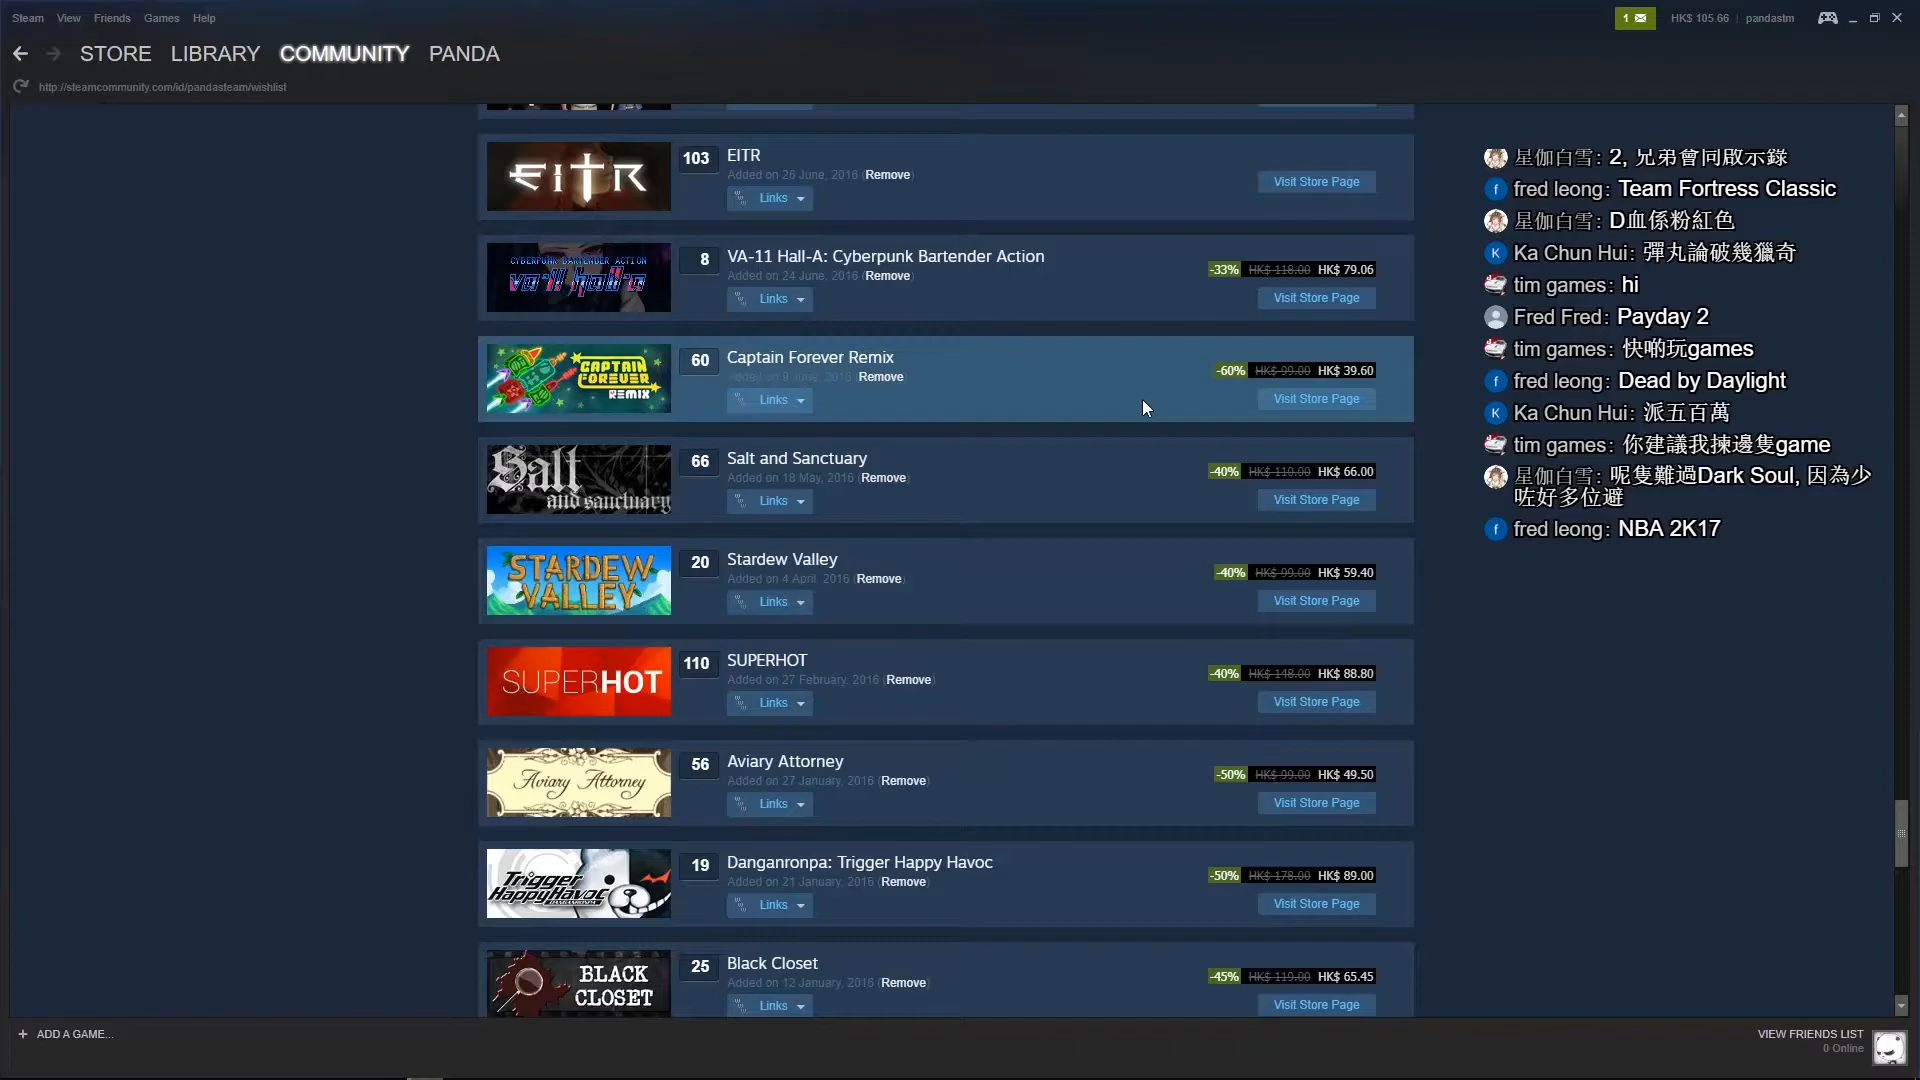 Steam View Friends Games Help
1 HK$ 105.66 pandastm
STORE LIBRARY COMMUNITY PANDA
http://steamcommunity.com/id/pandasteam/wishlist
EITR
103
EITR
Added on 26 June, 2016 (Remove)
Links
Visit Store Page
CYBERPUNK BARTENDER ACTION
VA-11 HALL-A
8
VA-11 Hall-A: Cyberpunk Bartender Action
Added on 24 June, 2016 (Remove)
Links
-33% HK$ 118.00 HK$ 79.06
Visit Store Page
CAPTAIN
FOREVER
REMIX
60
Captain Forever Remix
Added on 9 June, 2016 (Remove)
Links
-60% HK$ 99.00 HK$ 39.60
Visit Store Page
Salt
and sanctuary
66
Salt and Sanctuary
Added on 18 May, 2016 (Remove)
Links
-40% HK$ 110.00 HK$ 66.00
Visit Store Page
STARDEW
VALLEY
20
Stardew Valley
Added on 4 April, 2016 (Remove)
Links
-40% HK$ 99.00 HK$ 59.40
Visit Store Page
SUPERHOT
110
SUPERHOT
Added on 27 February, 2016 (Remove)
Links
-40% HK$ 148.00 HK$ 88.80
Visit Store Page
Aviary Attorney
56
Aviary Attorney
Added on 27 January, 2016 (Remove)
Links
-50% HK$ 99.00 HK$ 49.50
Visit Store Page
Trigger
Happy Havoc
DANGANRONPA
19
Danganronpa: Trigger Happy Havoc
Added on 21 January, 2016 (Remove)
Links
-50% HK$ 178.00 HK$ 89.00
Visit Store Page
BLACK
CLOSET
25
Black Closet
Added on 12 January, 2016 (Remove)
Links
-45% HK$ 119.00 HK$ 65.45
Visit Store Page
星伽白雪: 2, 兄弟會同啟示錄
fred leong: Team Fortress Classic
星伽白雪: D血係粉紅色
Ka Chun Hui: 彈丸論破幾獵奇
tim games: hi
Fred Fred: Payday 2
tim games: 快啲玩games
fred leong: Dead by Daylight
Ka Chun Hui: 派五百萬
tim games: 你建議我揀邊隻game
星伽白雪: 呢隻難過Dark Soul, 因為少
咗好多位避
fred leong: NBA 2K17
+ ADD A GAME...
VIEW FRIENDS LIST
0 Online